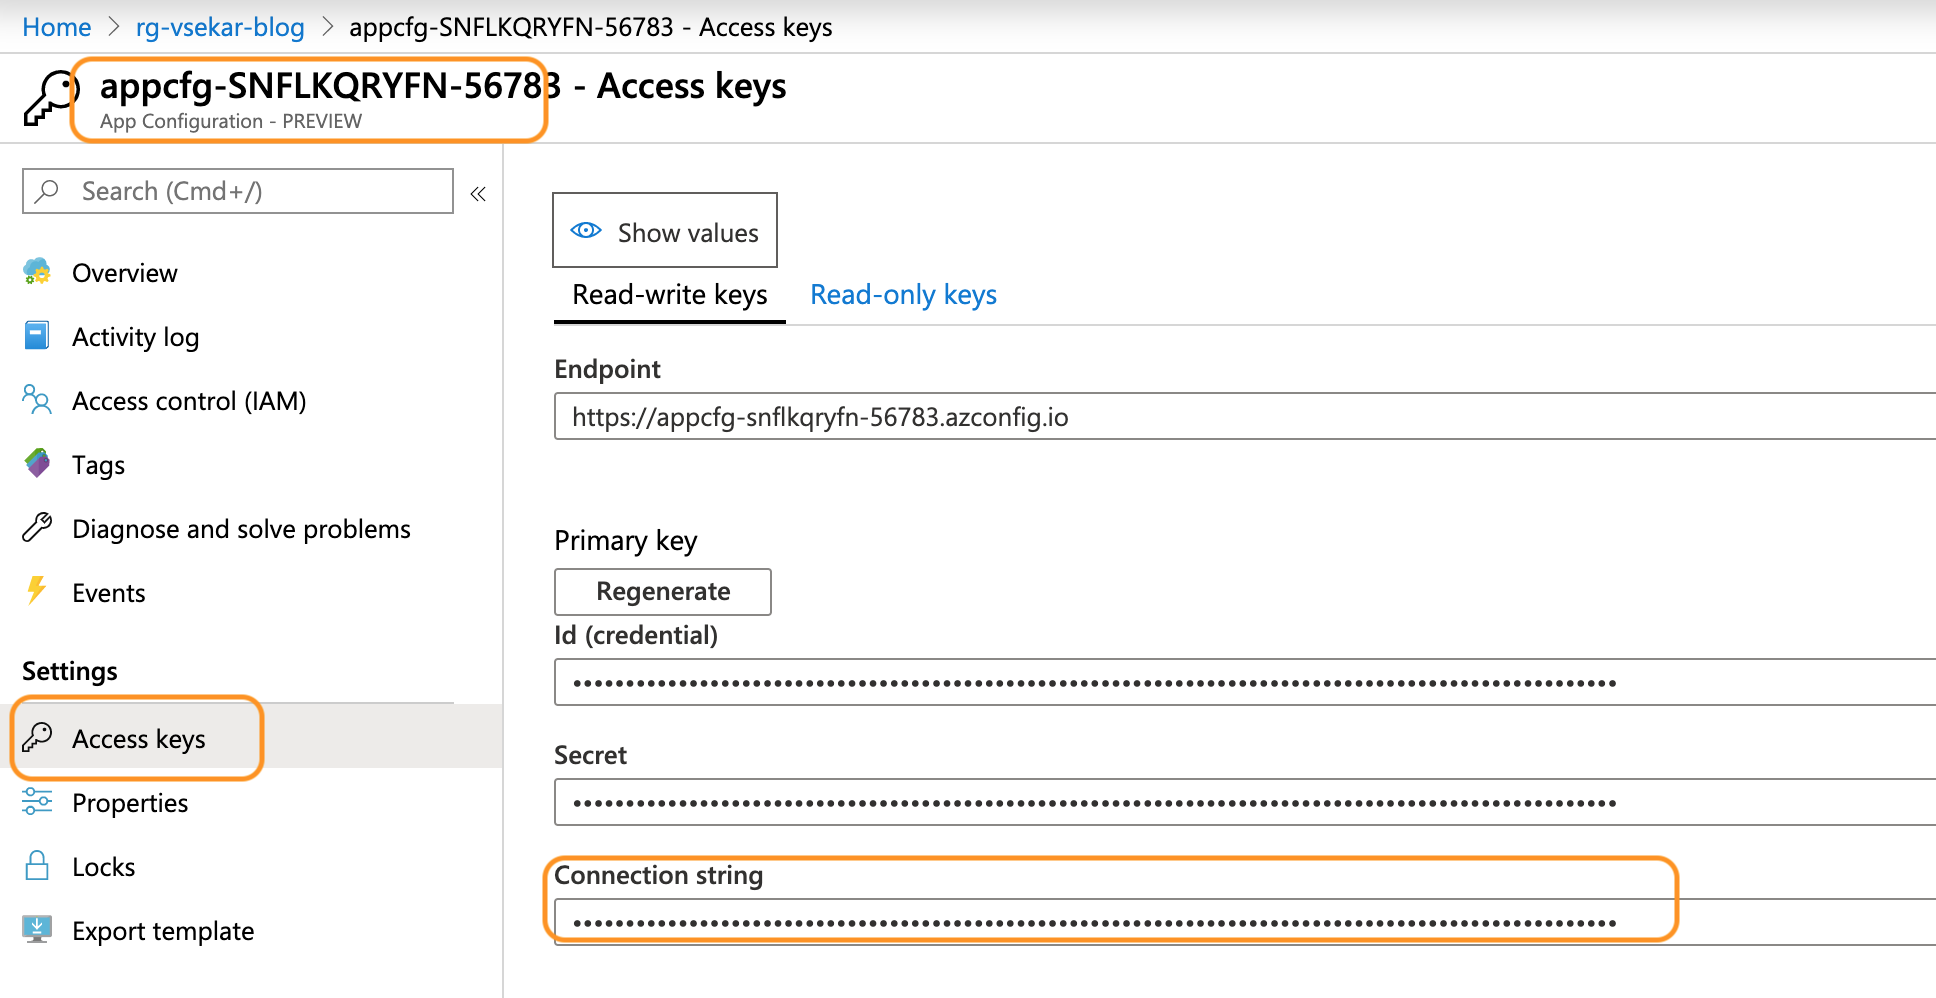 Home > rg-vsekar-blog > appcfg-SNFLKQRYFN-56783 - Access keys
appcfg-SNFLKQRYFN-56783 - Access keys
App Configuration - PREVIEW
Search (Cmd+/)
«
Overview
Activity log
Access control (IAM)
Tags
Diagnose and solve problems
Events
Settings
Access keys
Properties
Locks
Export template
Show values
Read-write keys Read-only keys
Endpoint
https://appcfg-snflkqryfn-56783.azconfig.io
Primary key
Regenerate
Id (credential)
Secret
Connection string